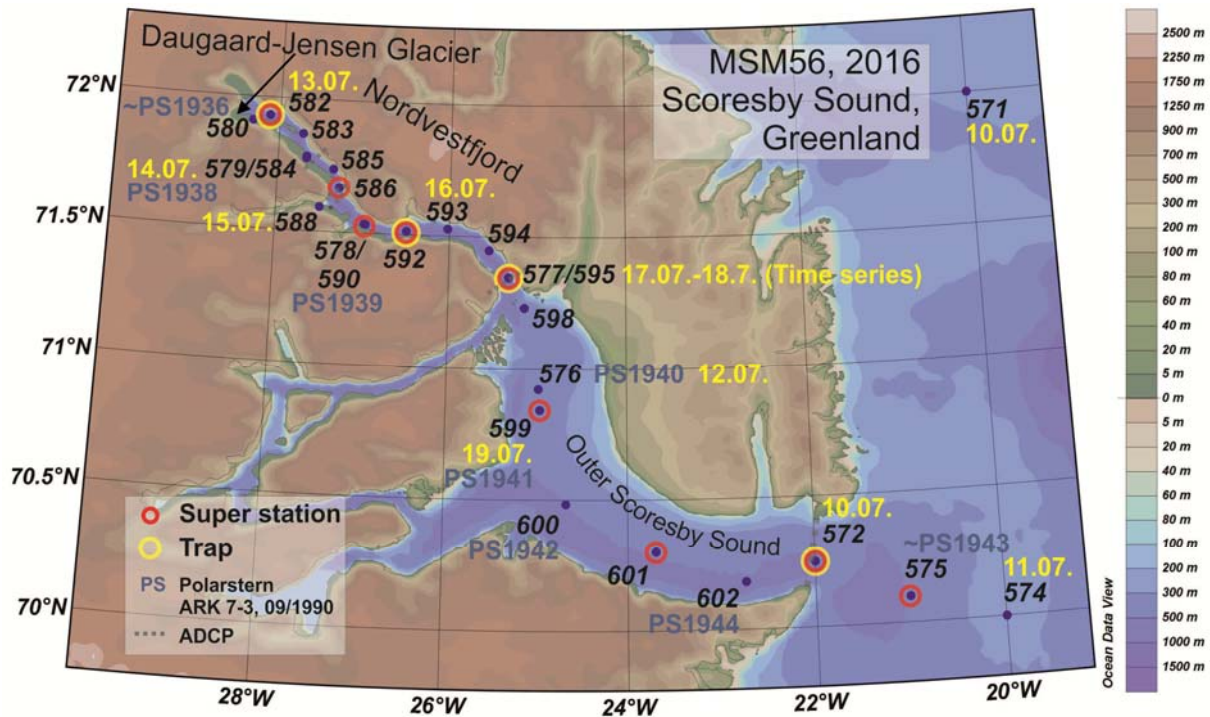 MSM56, 2016
Scoresby Sound,
Greenland
Daugaard-Jensen Glacier
Nordvestfjord
Outer Scoresby Sound
72°N
71.5°N
71°N
70.5°N
70°N
28°W
26°W
24°W
22°W
20°W
13.07.
~PS1936
582
580
583
571
10.07.
14.07.
579/584
585
PS1938
586
16.07.
15.07.
588
593
594
578/
590
592
PS1939
577/595
17.07.-18.7. (Time series)
598
576
PS1940
12.07.
599
19.07.
PS1941
600
PS1942
601
602
PS1944
10.07.
572
~PS1943
575
11.07.
574
Super station
Trap
PS
Polarstern
ARK 7-3, 09/1990
ADCP
Ocean Data View
2500 m
2250 m
1750 m
1250 m
900 m
700 m
500 m
300 m
200 m
100 m
80 m
60 m
40 m
20 m
5 m
0 m
5 m
20 m
40 m
60 m
80 m
100 m
200 m
300 m
500 m
1000 m
1500 m